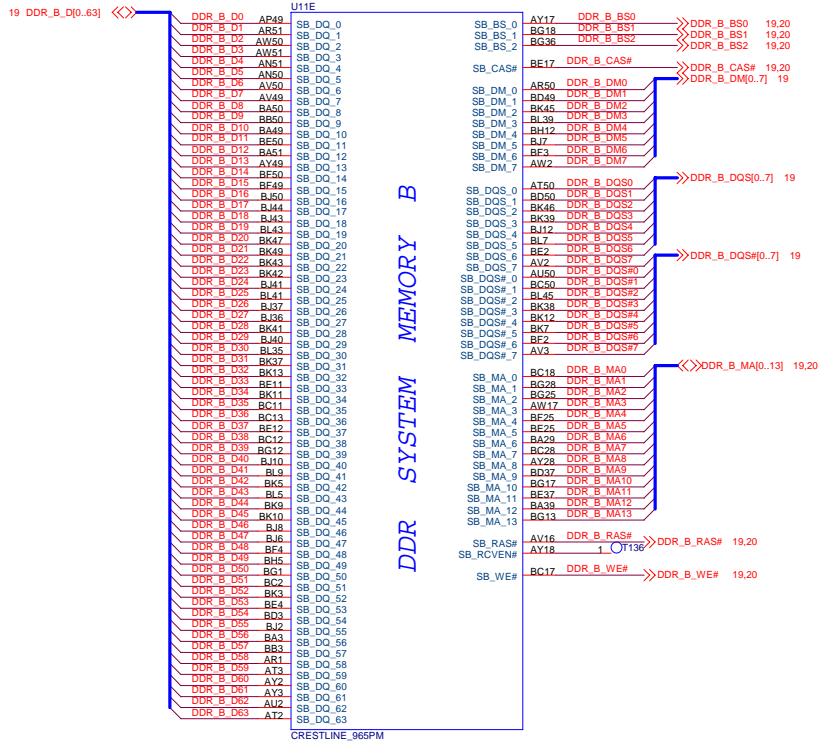 19 DDR_B_D[0..63]
U11E
DDR_B_D0 AP49 SB_DQ_0
DDR_B_D1 AR51 SB_DQ_1
DDR_B_D2 AW50 SB_DQ_2
DDR_B_D3 AW51 SB_DQ_3
DDR_B_D4 AN51 SB_DQ_4
DDR_B_D5 AN50 SB_DQ_5
DDR_B_D6 AV50 SB_DQ_6
DDR_B_D7 AV49 SB_DQ_7
DDR_B_D8 BA50 SB_DQ_8
DDR_B_D9 BB50 SB_DQ_9
DDR_B_D10 BA49 SB_DQ_10
DDR_B_D11 BE50 SB_DQ_11
DDR_B_D12 BA51 SB_DQ_12
DDR_B_D13 AY49 SB_DQ_13
DDR_B_D14 BF50 SB_DQ_14
DDR_B_D15 BF49 SB_DQ_15
DDR_B_D16 BJ50 SB_DQ_16
DDR_B_D17 BJ44 SB_DQ_17
DDR_B_D18 BJ43 SB_DQ_18
DDR_B_D19 BL43 SB_DQ_19
DDR_B_D20 BK47 SB_DQ_20
DDR_B_D21 BK49 SB_DQ_21
DDR_B_D22 BK43 SB_DQ_22
DDR_B_D23 BK42 SB_DQ_23
DDR_B_D24 BJ41 SB_DQ_24
DDR_B_D25 BL41 SB_DQ_25
DDR_B_D26 BJ37 SB_DQ_26
DDR_B_D27 BJ36 SB_DQ_27
DDR_B_D28 BK41 SB_DQ_28
DDR_B_D29 BJ40 SB_DQ_29
DDR_B_D30 BL35 SB_DQ_30
DDR_B_D31 BK37 SB_DQ_31
DDR_B_D32 BK13 SB_DQ_32
DDR_B_D33 BE11 SB_DQ_33
DDR_B_D34 BK11 SB_DQ_34
DDR_B_D35 BC11 SB_DQ_35
DDR_B_D36 BC13 SB_DQ_36
DDR_B_D37 BE12 SB_DQ_37
DDR_B_D38 BC12 SB_DQ_38
DDR_B_D39 BG12 SB_DQ_39
DDR_B_D40 BJ10 SB_DQ_40
DDR_B_D41 BL9 SB_DQ_41
DDR_B_D42 BK5 SB_DQ_42
DDR_B_D43 BL5 SB_DQ_43
DDR_B_D44 BK9 SB_DQ_44
DDR_B_D45 BK10 SB_DQ_45
DDR_B_D46 BJ8 SB_DQ_46
DDR_B_D47 BJ6 SB_DQ_47
DDR_B_D48 BF4 SB_DQ_48
DDR_B_D49 BH5 SB_DQ_49
DDR_B_D50 BG1 SB_DQ_50
DDR_B_D51 BC2 SB_DQ_51
DDR_B_D52 BK3 SB_DQ_52
DDR_B_D53 BE4 SB_DQ_53
DDR_B_D54 BD3 SB_DQ_54
DDR_B_D55 BJ2 SB_DQ_55
DDR_B_D56 BA3 SB_DQ_56
DDR_B_D57 BB3 SB_DQ_57
DDR_B_D58 AR1 SB_DQ_58
DDR_B_D59 AT3 SB_DQ_59
DDR_B_D60 AY2 SB_DQ_60
DDR_B_D61 AY3 SB_DQ_61
DDR_B_D62 AU2 SB_DQ_62
DDR_B_D63 AT2 SB_DQ_63
DDR SYSTEM MEMORY B
SB_BS_0 AY17 DDR_B_BS0 DDR_B_BS0 19,20
SB_BS_1 BG18 DDR_B_BS1 DDR_B_BS1 19,20
SB_BS_2 BG36 DDR_B_BS2 DDR_B_BS2 19,20
SB_CAS# BE17 DDR_B_CAS# DDR_B_CAS# 19,20
DDR_B_DM[0..7] 19
SB_DM_0 AR50 DDR_B_DM0
SB_DM_1 BD49 DDR_B_DM1
SB_DM_2 BK45 DDR_B_DM2
SB_DM_3 BL39 DDR_B_DM3
SB_DM_4 BH12 DDR_B_DM4
SB_DM_5 BJ7 DDR_B_DM5
SB_DM_6 BF3 DDR_B_DM6
SB_DM_7 AW2 DDR_B_DM7
DDR_B_DQS[0..7] 19
SB_DQS_0 AT50 DDR_B_DQS0
SB_DQS_1 BD50 DDR_B_DQS1
SB_DQS_2 BK46 DDR_B_DQS2
SB_DQS_3 BK39 DDR_B_DQS3
SB_DQS_4 BJ12 DDR_B_DQS4
SB_DQS_5 BL7 DDR_B_DQS5
SB_DQS_6 BE2 DDR_B_DQS6
SB_DQS_7 AV2 DDR_B_DQS7
DDR_B_DQS#[0..7] 19
SB_DQS#_0 AU50 DDR_B_DQS#0
SB_DQS#_1 BC50 DDR_B_DQS#1
SB_DQS#_2 BL45 DDR_B_DQS#2
SB_DQS#_3 BK38 DDR_B_DQS#3
SB_DQS#_4 BK12 DDR_B_DQS#4
SB_DQS#_5 BK7 DDR_B_DQS#5
SB_DQS#_6 BF2 DDR_B_DQS#6
SB_DQS#_7 AV3 DDR_B_DQS#7
DDR_B_MA[0..13] 19,20
SB_MA_0 BC18 DDR_B_MA0
SB_MA_1 BG28 DDR_B_MA1
SB_MA_2 BG25 DDR_B_MA2
SB_MA_3 AW17 DDR_B_MA3
SB_MA_4 BF25 DDR_B_MA4
SB_MA_5 BE25 DDR_B_MA5
SB_MA_6 BA29 DDR_B_MA6
SB_MA_7 BC28 DDR_B_MA7
SB_MA_8 AY28 DDR_B_MA8
SB_MA_9 BD37 DDR_B_MA9
SB_MA_10 BG17 DDR_B_MA10
SB_MA_11 BE37 DDR_B_MA11
SB_MA_12 BA39 DDR_B_MA12
SB_MA_13 BG13 DDR_B_MA13
SB_RAS# AV16 DDR_B_RAS# DDR_B_RAS# 19,20
SB_RCVEN# AY18 1 T136
SB_WE# BC17 DDR_B_WE# DDR_B_WE# 19,20
CRESTLINE_965PM